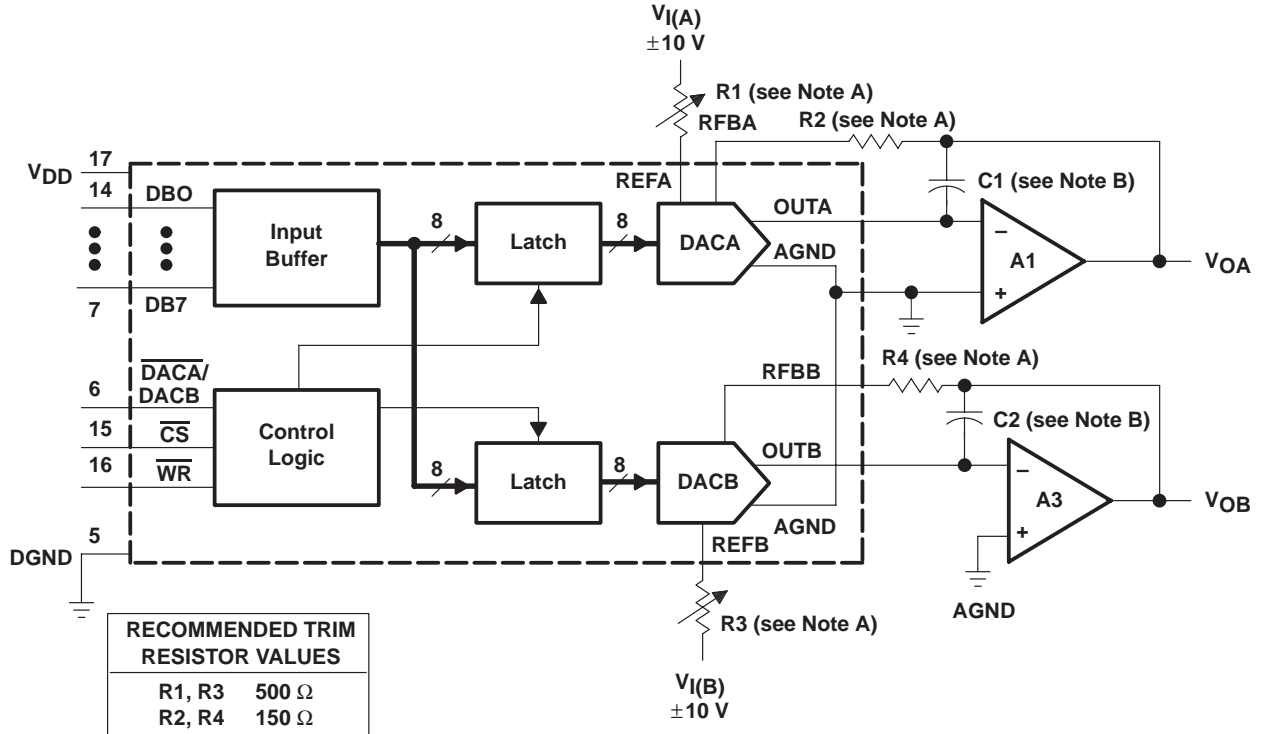 VI(A)
±10 V
R1 (see Note A)
RFBA
R2 (see Note A)
17
VDD
REFA
C1 (see Note B)
14
DBO
8
8
OUTA
Input
Buffer
Latch
DACA
−
AGND
A1
VOA
+
7
DB7
R4 (see Note A)
DACA/
DACB
RFBB
6
C2 (see Note B)
15
CS
Control
Logic
8
8
OUTB
16
WR
Latch
DACB
−
A3
VOB
AGND
+
5
REFB
DGND
AGND
R3 (see Note A)
RECOMMENDED TRIM
RESISTOR VALUES
R1, R3 500 Ω
R2, R4 150 Ω
VI(B)
±10 V